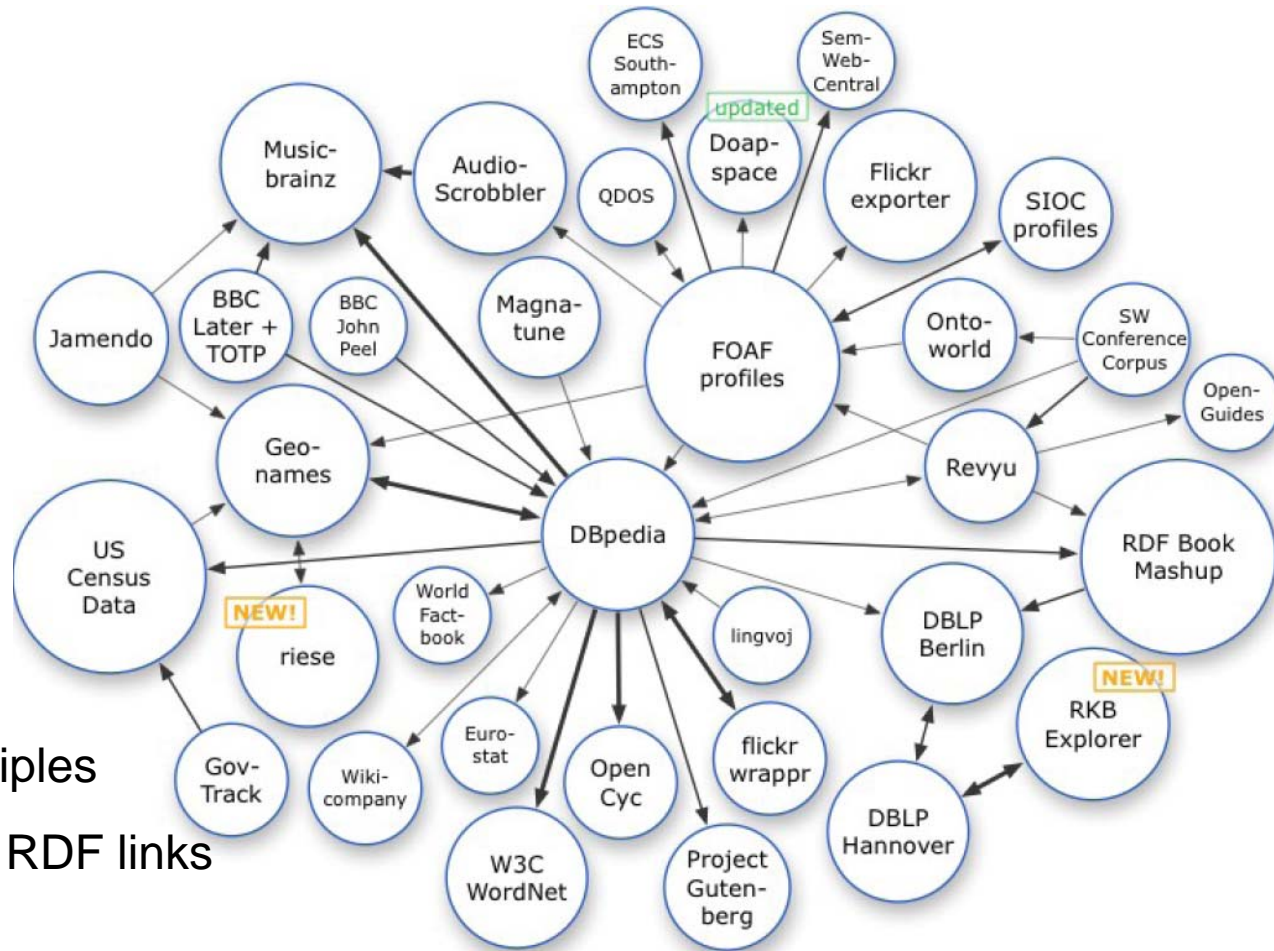 ECS
South-
ampton
Sem-
Web-
Central
updated
Doap-
space
Music-
brainz
Audio-
Scrobbler
QDOS
Flickr
exporter
SIOC
profiles
Jamendo
BBC
Later +
TOTP
BBC
John
Peel
Magna-
tune
FOAF
profiles
Onto-
world
SW
Conference
Corpus
Open-
Guides
Geo-
names
Revyu
US
Census
Data
DBpedia
RDF Book
Mashup
NEW!
riese
World
Fact-
book
lingvoj
DBLP
Berlin
NEW!
RKB
Explorer
Gov-
Track
Wiki-
company
Euro-
stat
Open
Cyc
flickr
wrappr
DBLP
Hannover
W3C
WordNet
Project
Guten-
berg
iples
RDF links